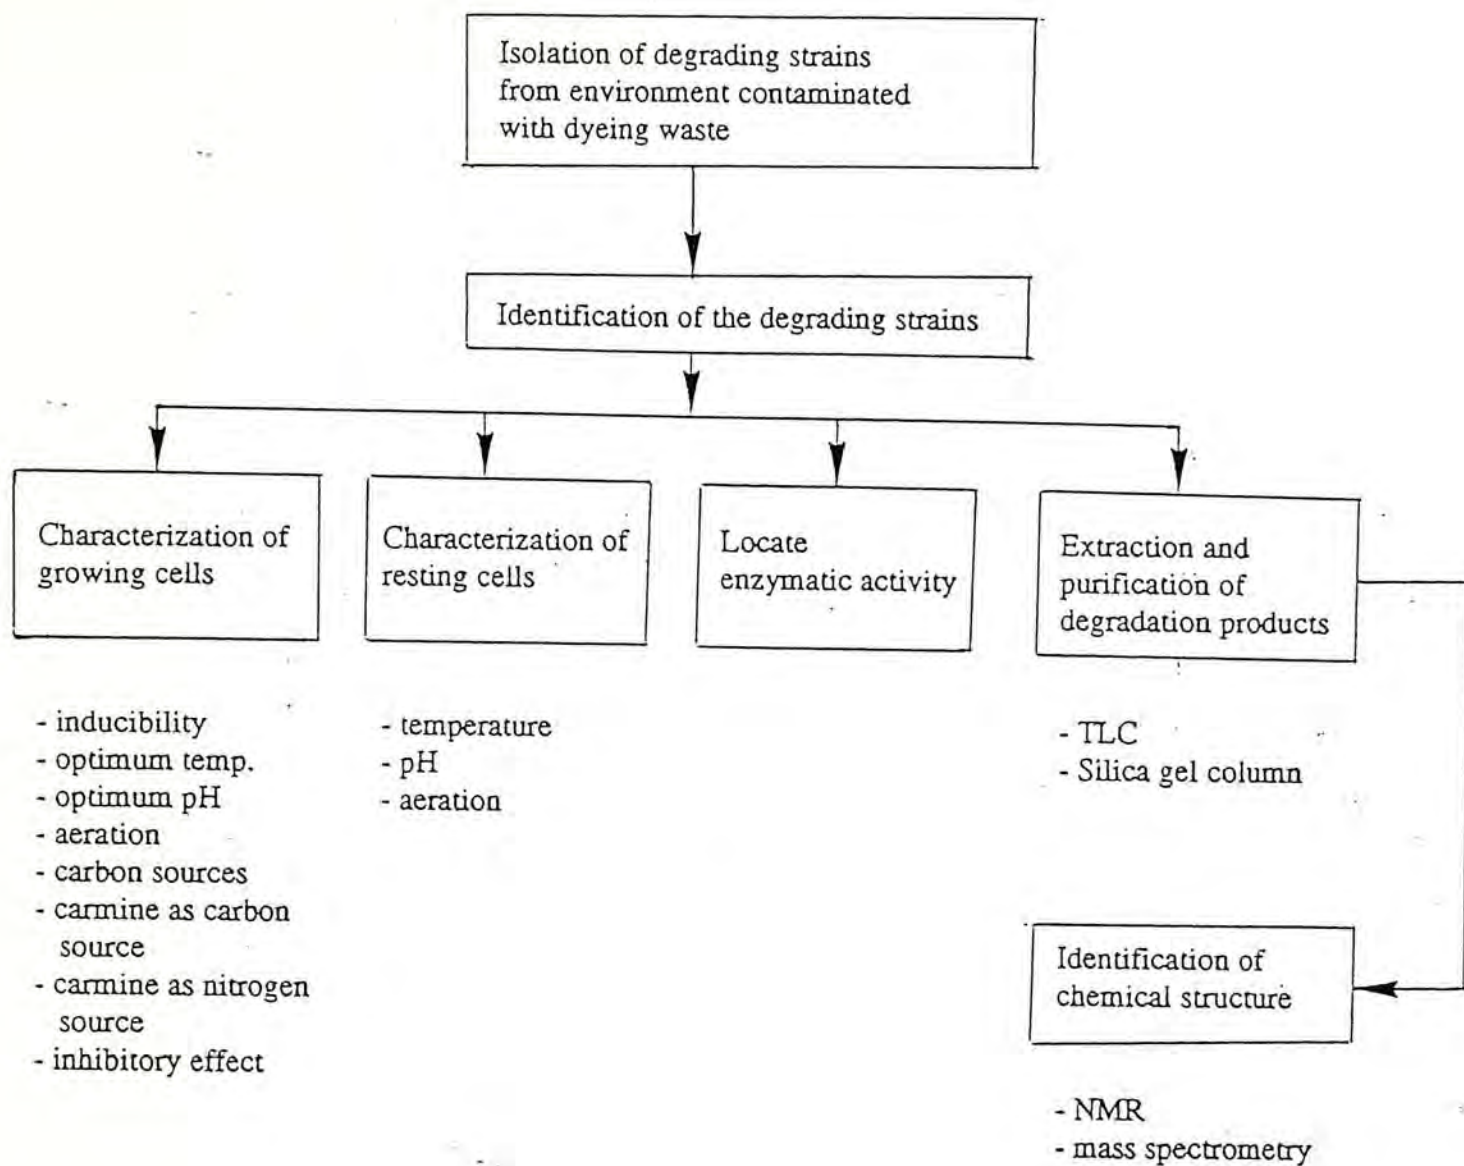 Isolation of degrading strains
from environment contaminated
with dyeing waste
Identification of the degrading strains
Characterization of
growing cells
Characterization of
resting cells
Locate
enzymatic activity
Extraction and
purification of
degradation products
- inducibility
- optimum temp.
- optimum pH
- aeration
- carbon sources
- carmine as carbon
source
- carmine as nitrogen
source
- inhibitory effect
- temperature
- pH
- aeration
- TLC
- Silica gel column
Identification of
chemical structure
- NMR
- mass spectrometry